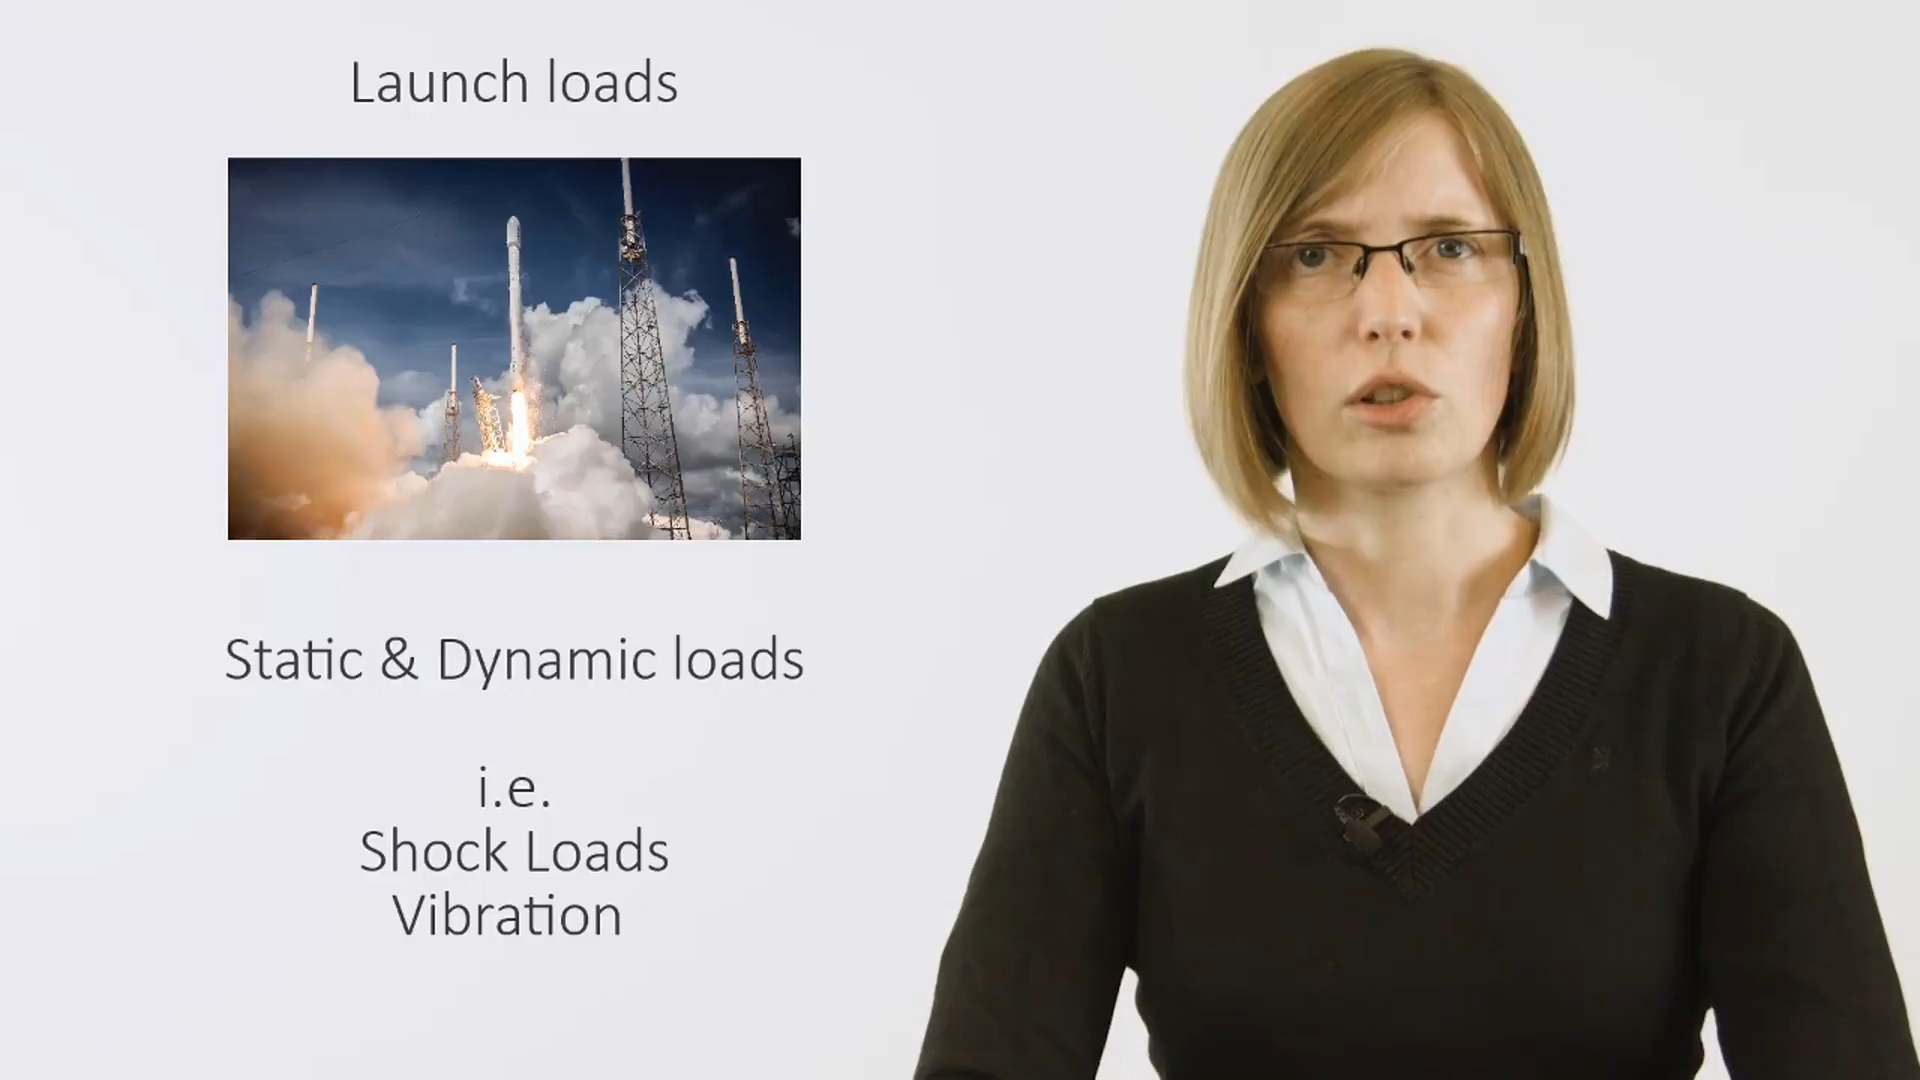 Launch loads
Static & Dynamic loads
i.e.
Shock Loads
Vibration